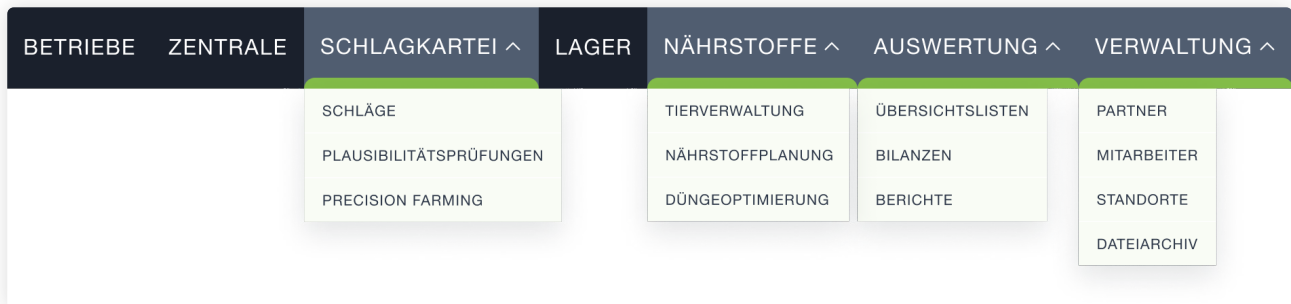 BETRIEBE ZENTRALE SCHLAGKARTEI LAGER NÄHRSTOFFE AUSWERTUNG VERWALTUNG
SCHLÄGE
PLAUSIBILITÄTSPRÜFUNGEN
PRECISION FARMING
TIERVERWALTUNG
NÄHRSTOFFPLANUNG
DÜNGEOPTIMIERUNG
ÜBERSICHTSLISTEN
BILANZEN
BERICHTE
PARTNER
MITARBEITER
STANDORTE
DATEIARCHIV